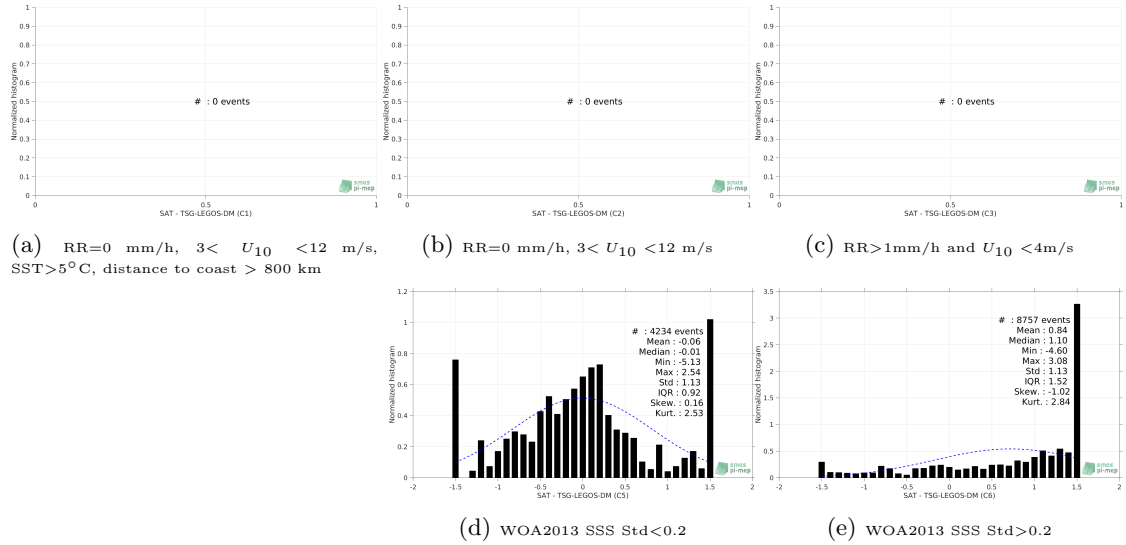 1
0.9
0.8
0.7
0.6
0.5
0.4
0.3
0.2
0.1
0
Normalized histogram
# : 0 events
smos
pi-mep
0 0.5 1
SAT - TSG-LEGOS-DM (C1)
(a) RR=0 mm/h, 3< U10 <12 m/s,
SST>5°C, distance to coast > 800 km
1
0.9
0.8
0.7
0.6
0.5
0.4
0.3
0.2
0.1
0
Normalized histogram
# : 0 events
smos
pi-mep
0 0.5 1
SAT - TSG-LEGOS-DM (C2)
(b) RR=0 mm/h, 3< U10 <12 m/s
1
0.9
0.8
0.7
0.6
0.5
0.4
0.3
0.2
0.1
0
Normalized histogram
# : 0 events
smos
pi-mep
0 0.5 1
SAT - TSG-LEGOS-DM (C3)
(c) RR>1mm/h and U10 <4m/s
1.2
1
0.8
0.6
0.4
0.2
0
Normalized histogram
# : 4234 events
Mean : -0.06
Median : -0.01
Min : -5.13
Max : 2.54
Std : 1.13
IQR : 0.92
Skew. : 0.16
Kurt. : 2.53
smos
pi-mep
-2 -1.5 -1 -0.5 0 0.5 1 1.5 2
SAT - TSG-LEGOS-DM (C5)
(d) WOA2013 SSS Std<0.2
3.5
3
2.5
2
1.5
1
0.5
0
Normalized histogram
# : 8757 events
Mean : 0.84
Median : 1.10
Min : -4.60
Max : 3.08
Std : 1.13
IQR : 1.52
Skew. : -1.02
Kurt. : 2.84
smos
pi-mep
-2 -1.5 -1 -0.5 0 0.5 1 1.5 2
SAT - TSG-LEGOS-DM (C6)
(e) WOA2013 SSS Std>0.2